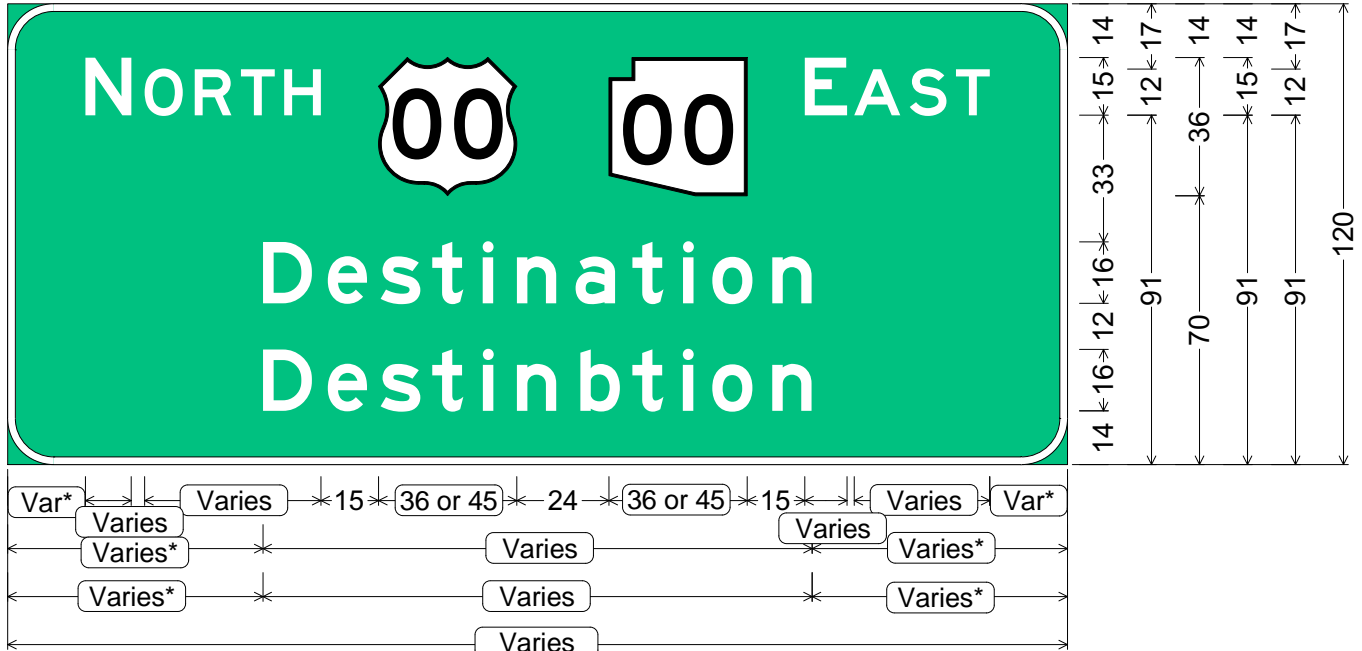 NORTH 00 00 EAST
Destination
Destinbtion
14 15 33 16 12 16 14
17 12 91
14 36 70
14 15 91
17 12 91
120
Var* Varies 15 36 or 45 24 36 or 45 15 Varies Var*
Varies Varies
Varies* Varies Varies*
Varies* Varies Varies*
Varies